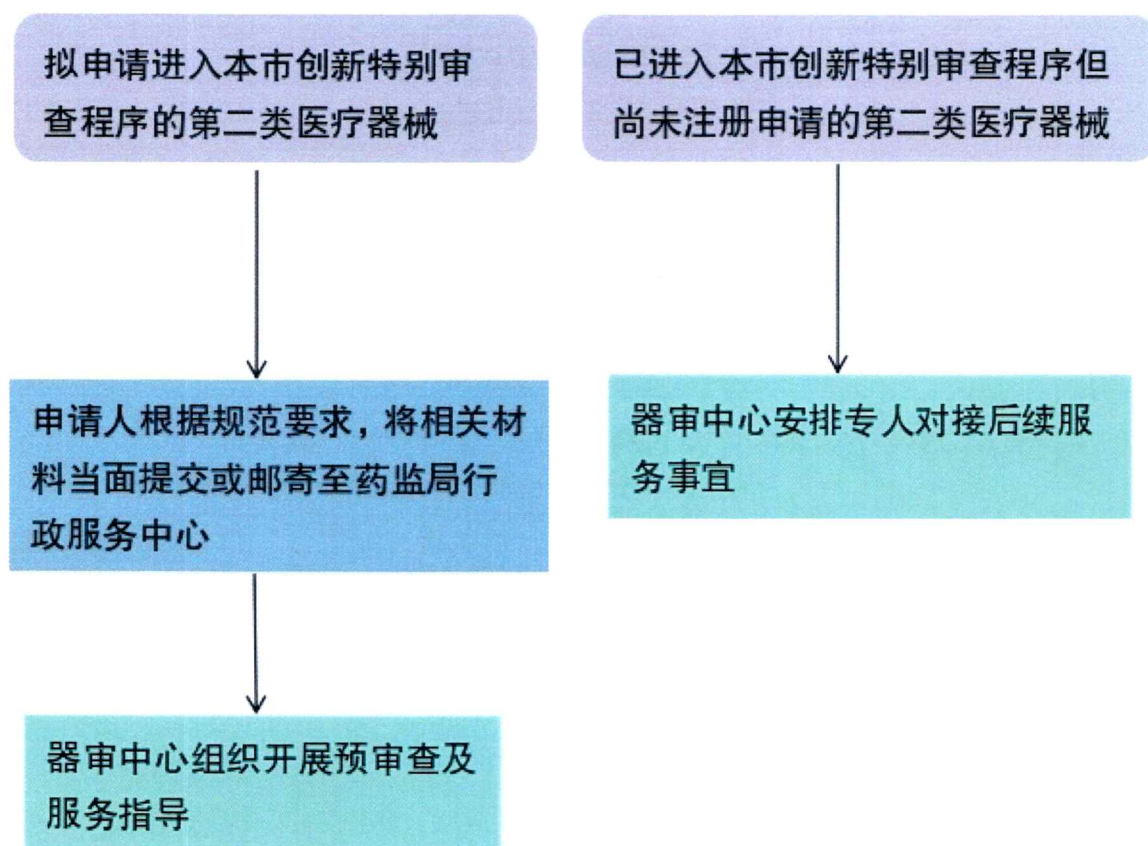 拟申请进入本市创新特别审
查程序的第二类医疗器械
已进入本市创新特别审查程序但
尚未注册申请的第二类医疗器械
申请人根据规范要求，将相关材
料当面提交或邮寄至药监局行
政服务中心
器审中心安排专人对接后续服
务事宜
器审中心组织开展预审查及
服务指导